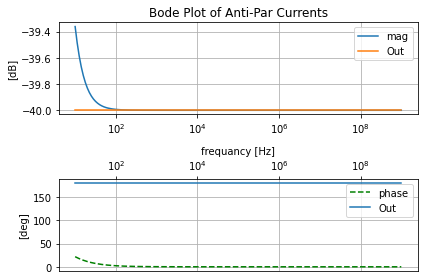 Bode Plot of Anti-Par Currents
−39.4
−39.6
−39.8
−40.0
[dB]
mag
Out
10² 10⁴ 10⁶ 10⁸
frequancy [Hz]
10² 10⁴ 10⁶ 10⁸
150
100
50
0
[deg]
phase
Out